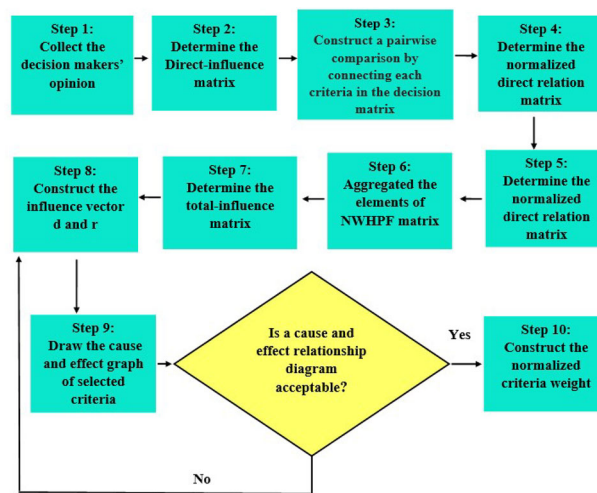 Step 1:
Collect the
decision makers'
opinion
Step 2:
Determine the
Direct-influence
matrix
Step 3:
Construct a pairwise
comparison by
connecting each
criteria in the decision
matrix
Step 4:
Determine the
normalized
direct relation
matrix
Step 5:
Determine the
normalized
direct relation
matrix
Step 6:
Aggregated the
elements of
NWHPF matrix
Step 7:
Determine the
total-influence
matrix
Step 8:
Construct the
influence vector
d and r
Step 9:
Draw the cause
and effect graph
of selected
criteria
Is a cause and
effect relationship
diagram
acceptable?
Yes
Step 10:
Construct the
normalized
criteria weight
No